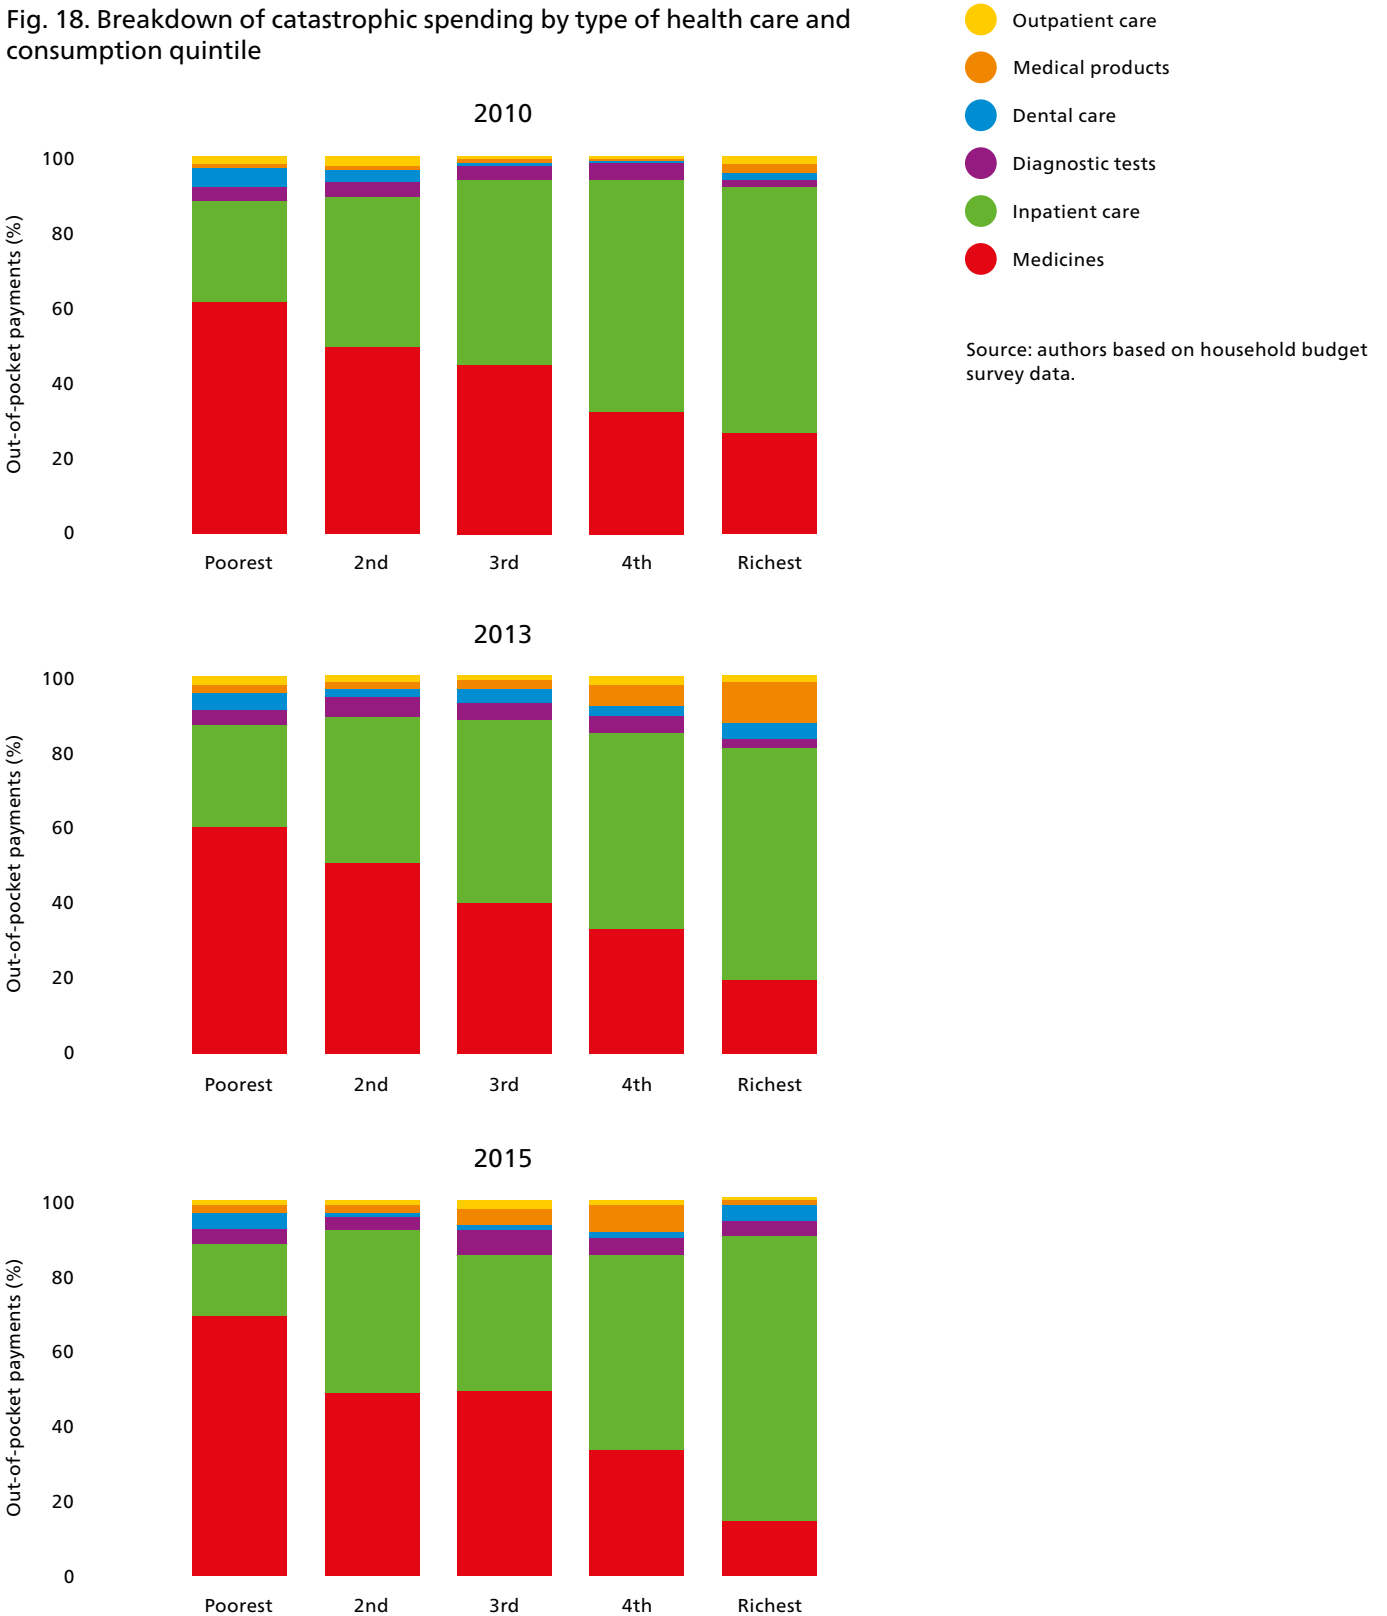 Fig. 18. Breakdown of catastrophic spending by type of health care and
consumption quintile
Outpatient care
Medical products
Dental care
Diagnostic tests
Inpatient care
Medicines
Source: authors based on household budget
survey data.
2010
Out-of-pocket payments (%)
100
80
60
40
20
0
Poorest 2nd 3rd 4th Richest
2013
Out-of-pocket payments (%)
100
80
60
40
20
0
Poorest 2nd 3rd 4th Richest
2015
Out-of-pocket payments (%)
100
80
60
40
20
0
Poorest 2nd 3rd 4th Richest